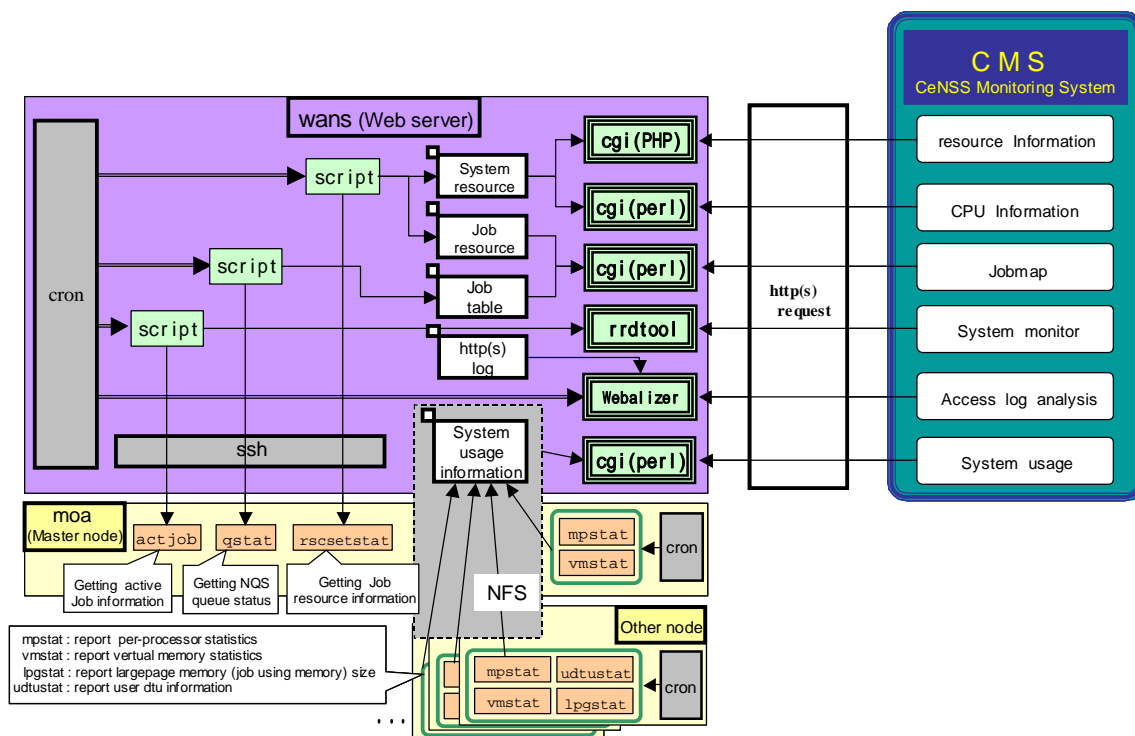 C M S
CeNSS Monitoring System
resource Information
CPU Information
Jobmap
System monitor
Access log analysis
System usage
http(s)
request
wans (Web server)
cron
script
script
script
System
resource
Job
resource
Job
table
http(s)
log
System
usage
information
cgi(PHP)
cgi(perl)
cgi(perl)
rrdtool
Webalizer
cgi(perl)
ssh
moa
(Master node)
actjob
qstat
rscsetstat
Getting active
Job information
Getting NQS
queue status
Getting Job
resource information
mpstat
vmstat
cron
NFS
Other node
mpstat
udtustat
vmstat
lpgstat
cron
mpstat : report per-processor statistics
vmstat : report vertual memory statistics
lpgstat : report largepage memory (job using memory) size
udtustat : report user dtu information
...